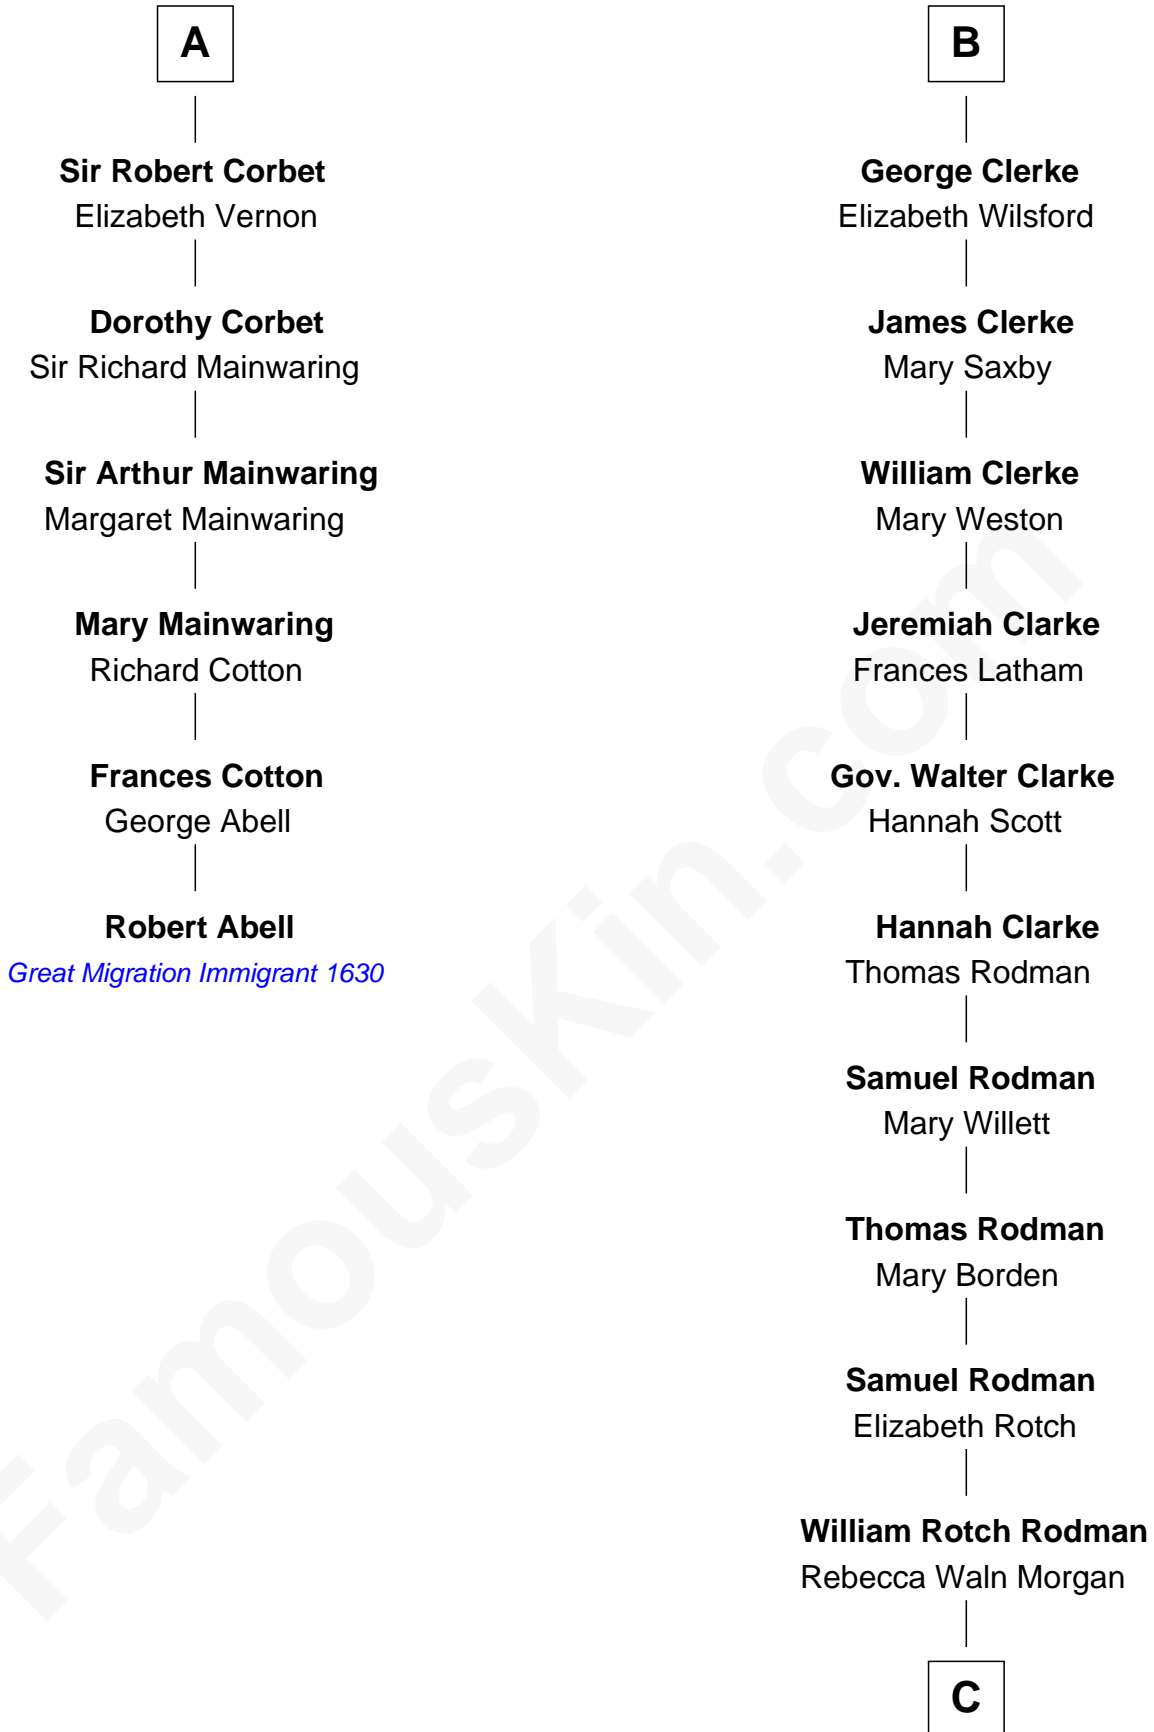 A
Sir Robert Corbet
Elizabeth Vernon
Dorothy Corbet
Sir Richard Mainwaring
Sir Arthur Mainwaring
Margaret Mainwaring
Mary Mainwaring
Richard Cotton
Frances Cotton
George Abell
Robert Abell
Great Migration Immigrant 1630
B
George Clerke
Elizabeth Wilsford
James Clerke
Mary Saxby
William Clerke
Mary Weston
Jeremiah Clarke
Frances Latham
Gov. Walter Clarke
Hannah Scott
Hannah Clarke
Thomas Rodman
Samuel Rodman
Mary Willett
Thomas Rodman
Mary Borden
Samuel Rodman
Elizabeth Rotch
William Rotch Rodman
Rebecca Waln Morgan
C
FamousKin.com